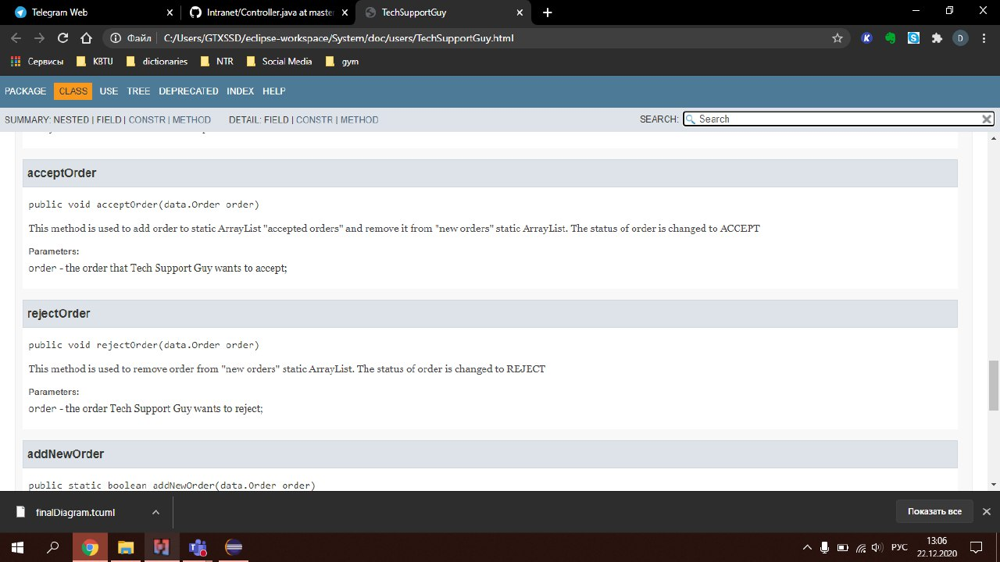 Telegram Web
Intranet/Controller.java at master
TechSupportGuy
Файл C:/Users/GTXSSD/eclipse-workspace/System/doc/users/TechSupportGuy.html
D
Сервисы KBTU dictionaries NTR Social Media gym
PACKAGE CLASS USE TREE DEPRECATED INDEX HELP
SUMMARY: NESTED | FIELD | CONSTR | METHOD DETAIL: FIELD | CONSTR | METHOD SEARCH: Search
acceptOrder
public void acceptOrder(data.Order order)
This method is used to add order to static ArrayList "accepted orders" and remove it from "new orders" static ArrayList. The status of order is changed to ACCEPT
Parameters:
order - the order that Tech Support Guy wants to accept;
rejectOrder
public void rejectOrder(data.Order order)
This method is used to remove order from "new orders" static ArrayList. The status of order is changed to REJECT
Parameters:
order - the order Tech Support Guy wants to reject;
addNewOrder
public static boolean addNewOrder(data.Order order)
finalDiagram.tcuml Показать все
РУС 13:06
22.12.2020